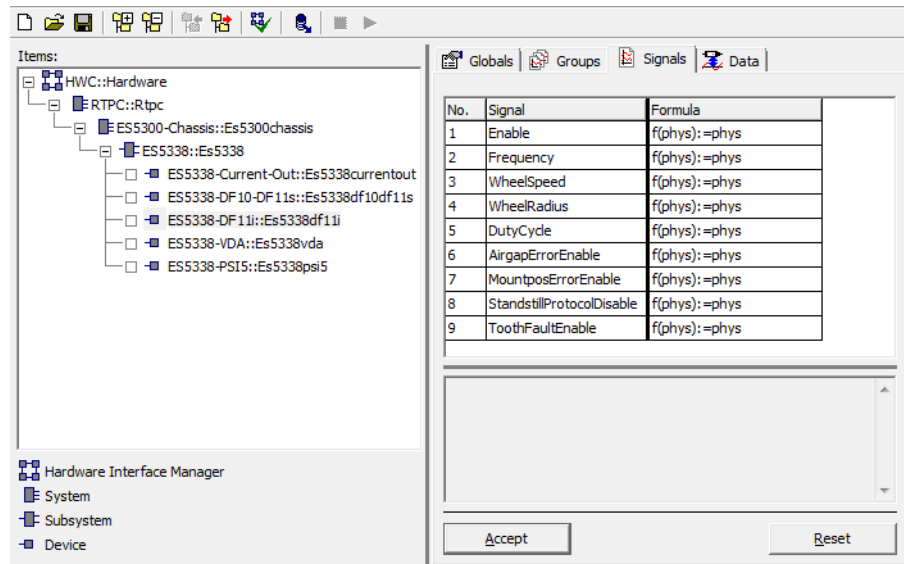 Items:
HWC::Hardware
RTPC::Rtpc
ES5300-Chassis::Es5300chassis
ES5338::Es5338
ES5338-Current-Out::Es5338currentout
ES5338-DF10-DF11s::Es5338df10df11s
ES5338-DF11i::Es5338df11i
ES5338-VDA::Es5338vda
ES5338-PSI5::Es5338psi5
Hardware Interface Manager
System
Subsystem
Device
Globals Groups Signals Data
No. Signal Formula
1 Enable f(phys):=phys
2 Frequency f(phys):=phys
3 WheelSpeed f(phys):=phys
4 WheelRadius f(phys):=phys
5 DutyCycle f(phys):=phys
6 AirgapErrorEnable f(phys):=phys
7 MountposErrorEnable f(phys):=phys
8 StandstillProtocolDisable f(phys):=phys
9 ToothFaultEnable f(phys):=phys
Accept Reset